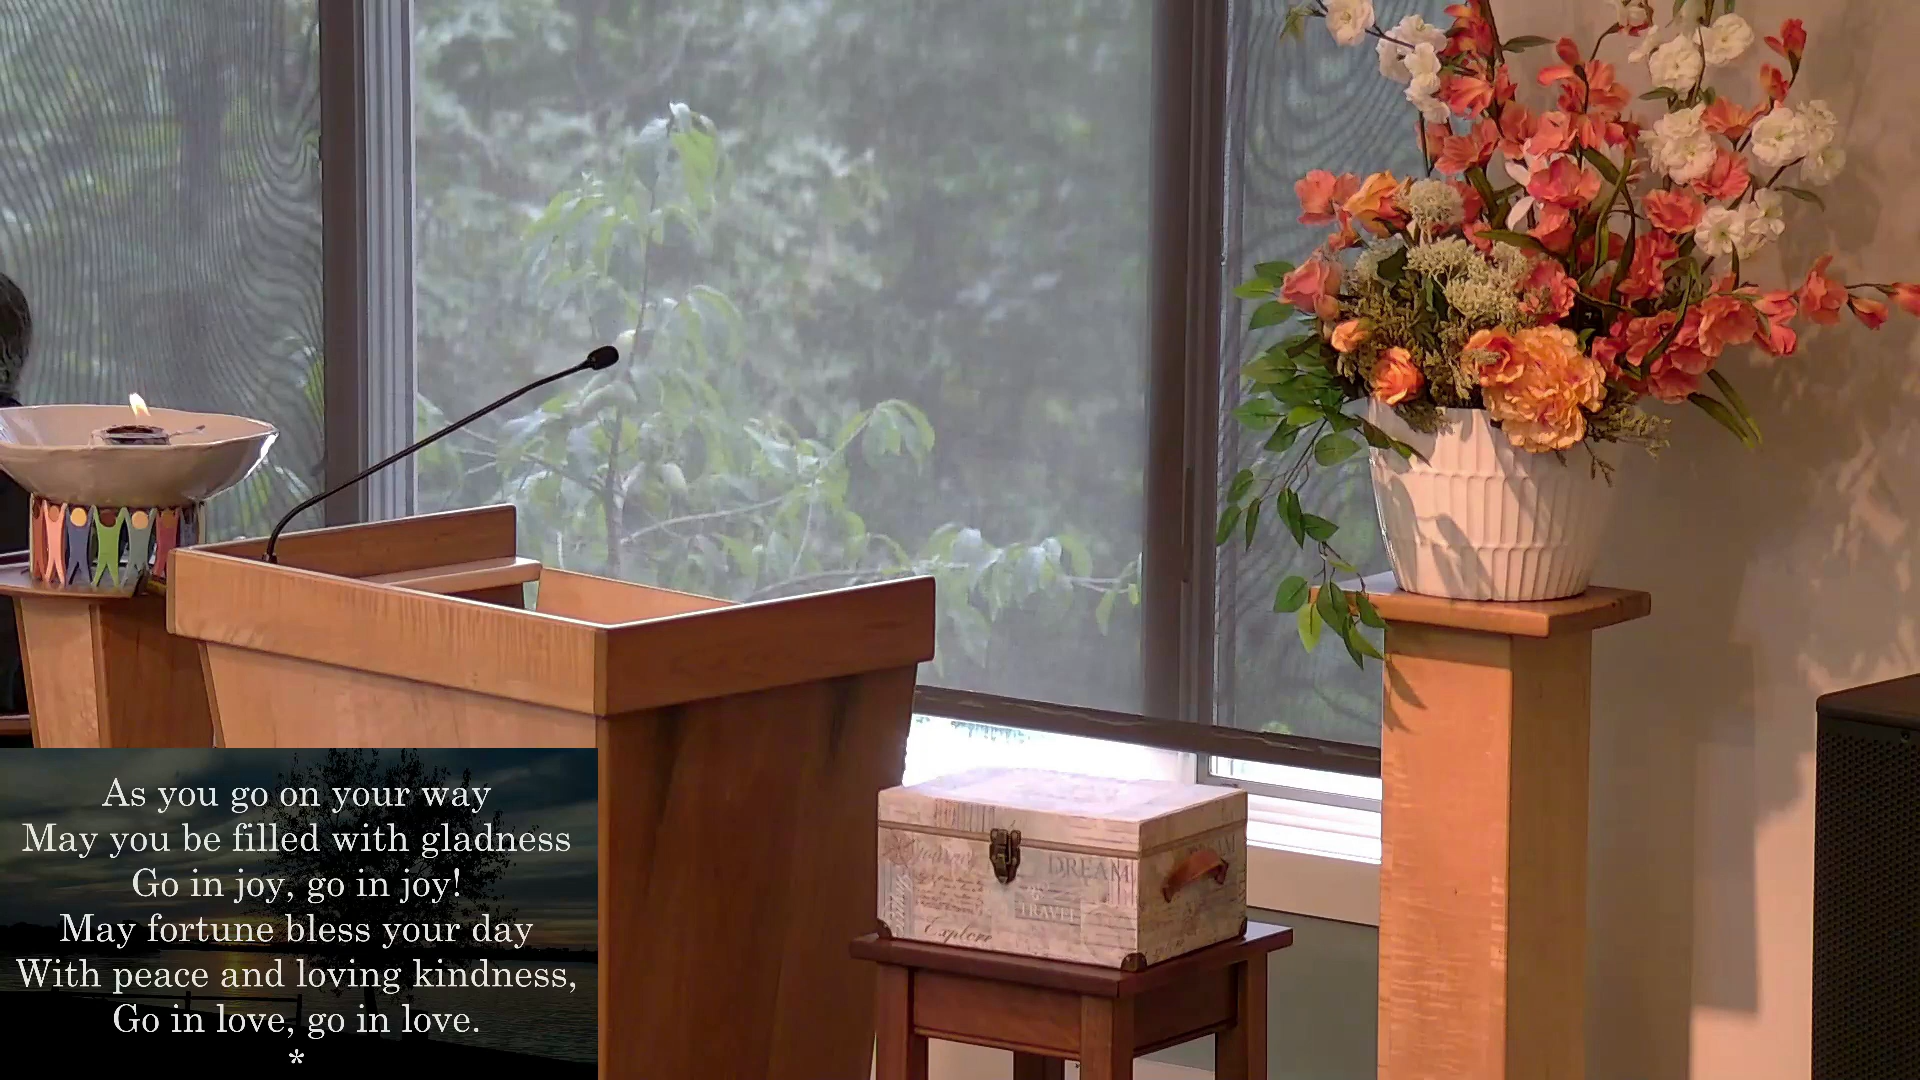 As you go on your way
May you be filled with gladness
Go in joy, go in joy!
May fortune bless your day
With peace and loving kindness,
Go in love, go in love.
*
DREAM
TRAVEL
Explore